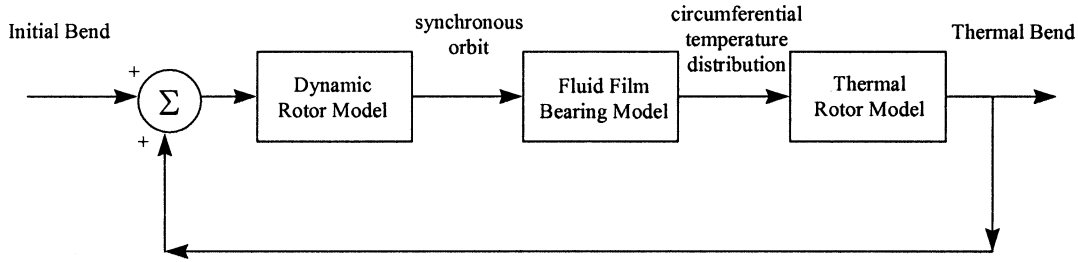 Initial Bend
+
Σ
+
Dynamic
Rotor Model
synchronous
orbit
Fluid Film
Bearing Model
circumferential
temperature
distribution
Thermal
Rotor Model
Thermal Bend